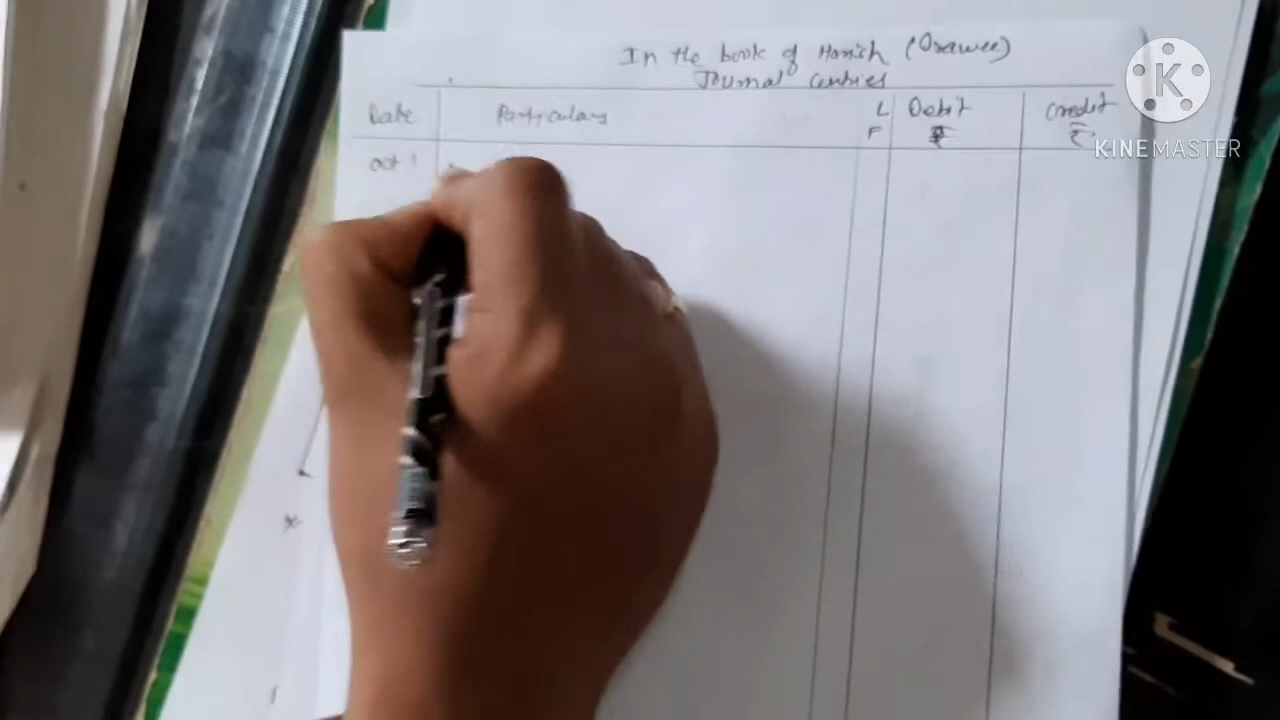 In the book of Harish (Drawee)
Journal entries
Date Particulars L F Debit ₹ Credit ₹
Oct 1
K
KINEMASTER